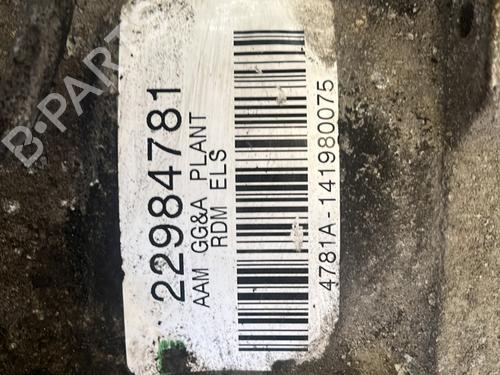 22984781
AAM GG&A PLANT
RDM ELS
4781A-141980075
B-PARTS